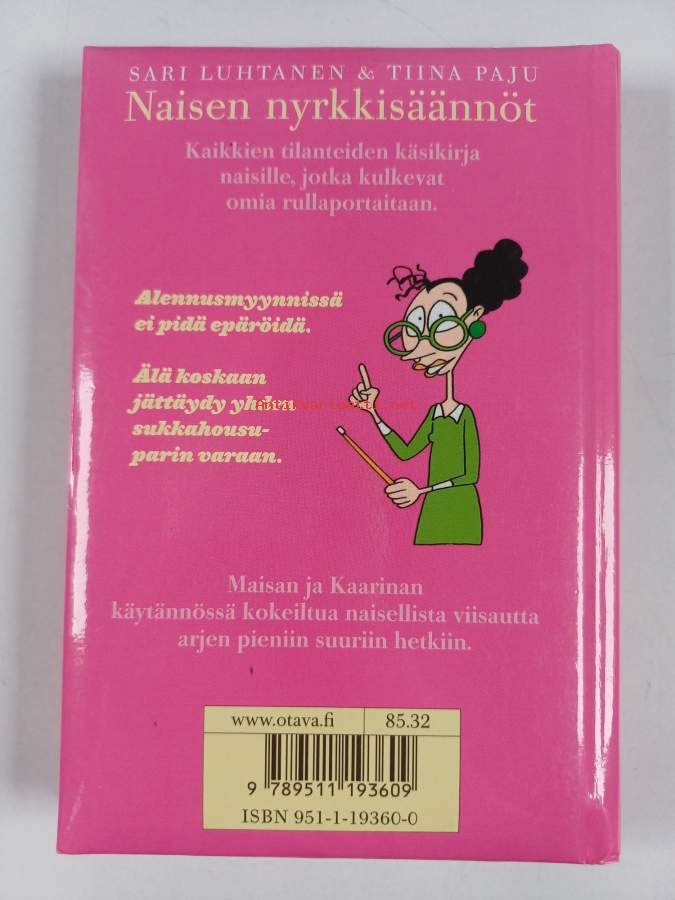 SARI LUHTANEN & TIINA PAJU
Naisen nyrkkisäännöt
Kaikkien tilanteiden käsikirja
naisille, jotka kulkevat
omia rullaportaitaan.
Alennusmyynnissä
ei pidä epäröidä.
Älä koskaan
jättäydy yhden
sukkahousu-
parin varaan.
Maisan ja Kaarinan
käytännössä kokeiltua naisellista viisautta
arjen pieniin suuriin hetkiin.
www.otava.fi
85.32
9 789511 193609
ISBN 951-1-19360-0